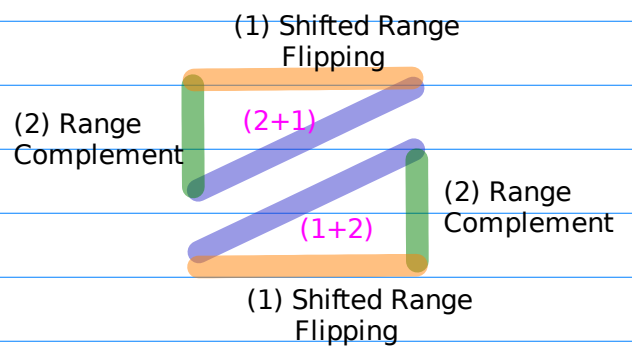 (1) Shifted Range
Flipping
(2+1)
(2) Range
Complement
(2) Range
Complement
(1+2)
(1) Shifted Range
Flipping